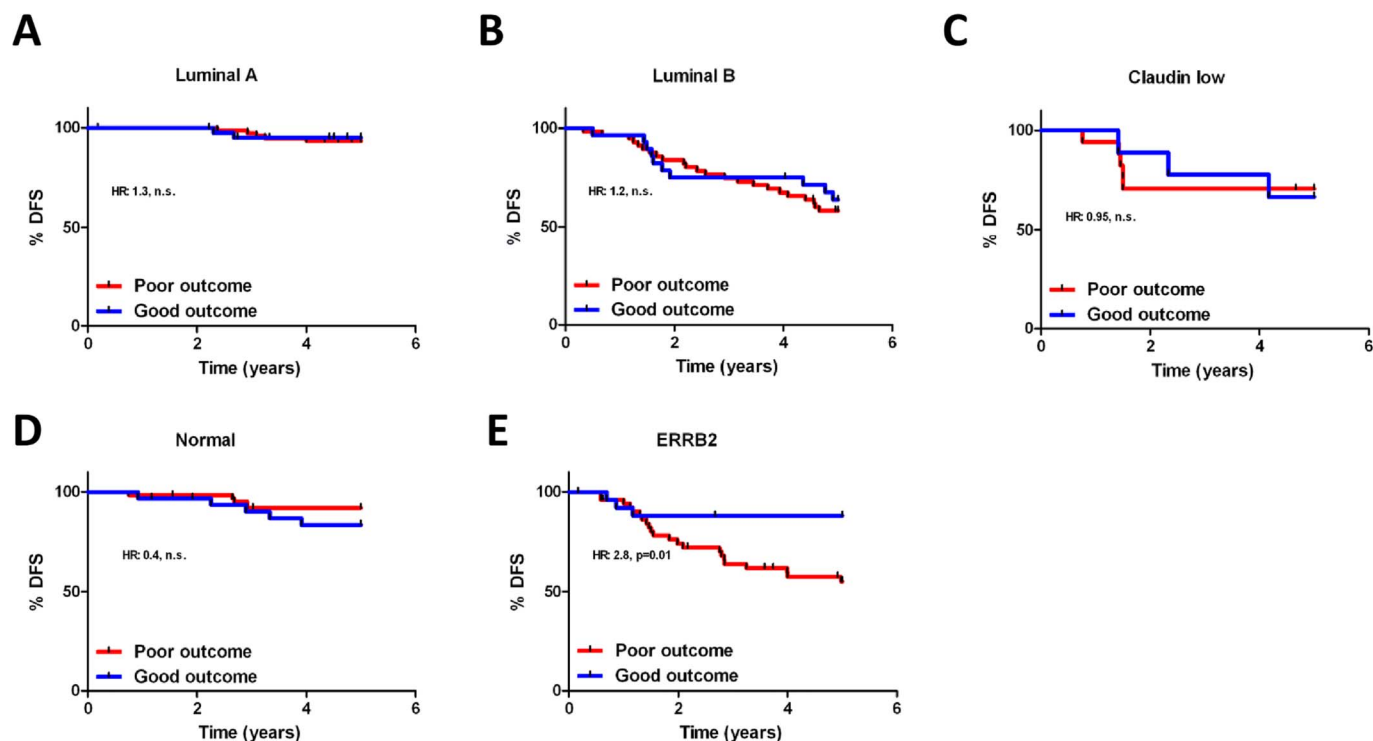 A
Luminal A
100
50
0
% DFS
HR: 1.3, n.s.
Poor outcome
Good outcome
0 2 4 6
Time (years)
B
Luminal B
100
50
0
% DFS
HR: 1.2, n.s.
Poor outcome
Good outcome
0 2 4 6
Time (years)
C
Claudin low
100
50
0
% DFS
HR: 0.95, n.s.
Poor outcome
Good outcome
0 2 4 6
Time (years)
D
Normal
100
50
0
% DFS
HR: 0.4, n.s.
Poor outcome
Good outcome
0 2 4 6
Time (years)
E
ERRB2
100
50
0
% DFS
HR: 2.8, p=0.01
Poor outcome
Good outcome
0 2 4 6
Time (years)